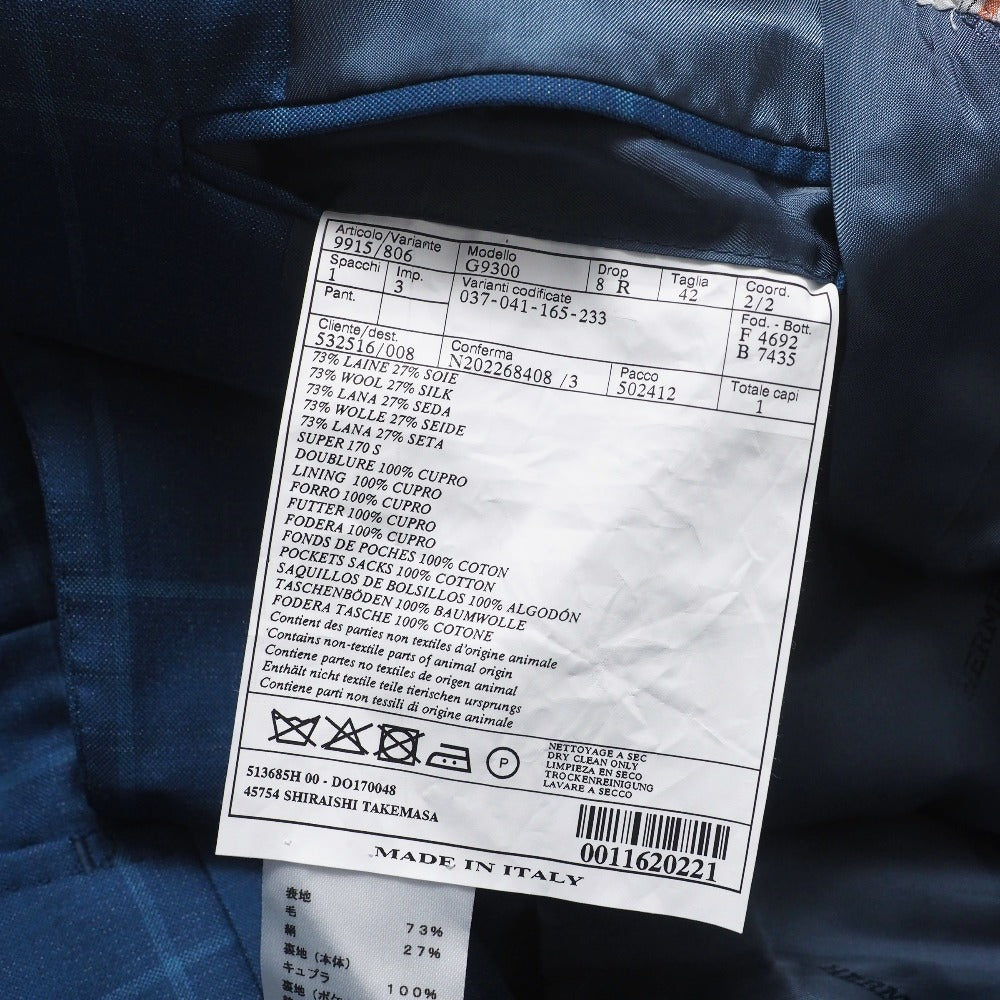 Articolo/Variante
9915/806
Modello
G9300
Drop
8 R
Taglia
42
Coord.
2/2
Spacchi
1
Imp.
3
Varianti codificate
037-041-165-233
Fod. - Bott.
F 4692
B 7435
Pant.
Cliente/dest.
532516/008
Conferma
N202268408 /3
Pacco
502412
Totale capi
1
73% LAINE 27% SOIE
73% WOOL 27% SILK
73% LANA 27% SEDA
73% WOLLE 27% SEIDE
73% LANA 27% SETA
SUPER 170 S
DOUBLURE 100% CUPRO
LINING 100% CUPRO
FORRO 100% CUPRO
FUTTER 100% CUPRO
FODERA 100% CUPRO
FONDS DE POCHES 100% COTON
POCKETS SACKS 100% COTTON
SAQUILLOS DE BOLSILLOS 100% ALGODÓN
TASCHENBÖDEN 100% BAUMWOLLE
FODERA TASCHE 100% COTONE
Contient des parties non textiles d'origine animale
Contains non-textile parts of animal origin
Contiene partes no textiles de origen animal
Enthält nicht textile teile tierischen ursprungs
Contiene parti non tessili di origine animale
P
NETTOYAGE A SEC
DRY CLEAN ONLY
LIMPIEZA EN SECO
TROCKENREINIGUNG
LAVARE A SECCO
513685H 00 - DO170048
45754 SHIRAISHI TAKEMASA
0011620221
MADE IN ITALY
表地
毛 73%
絹 27%
裏地(本体)
キュプラ 100%